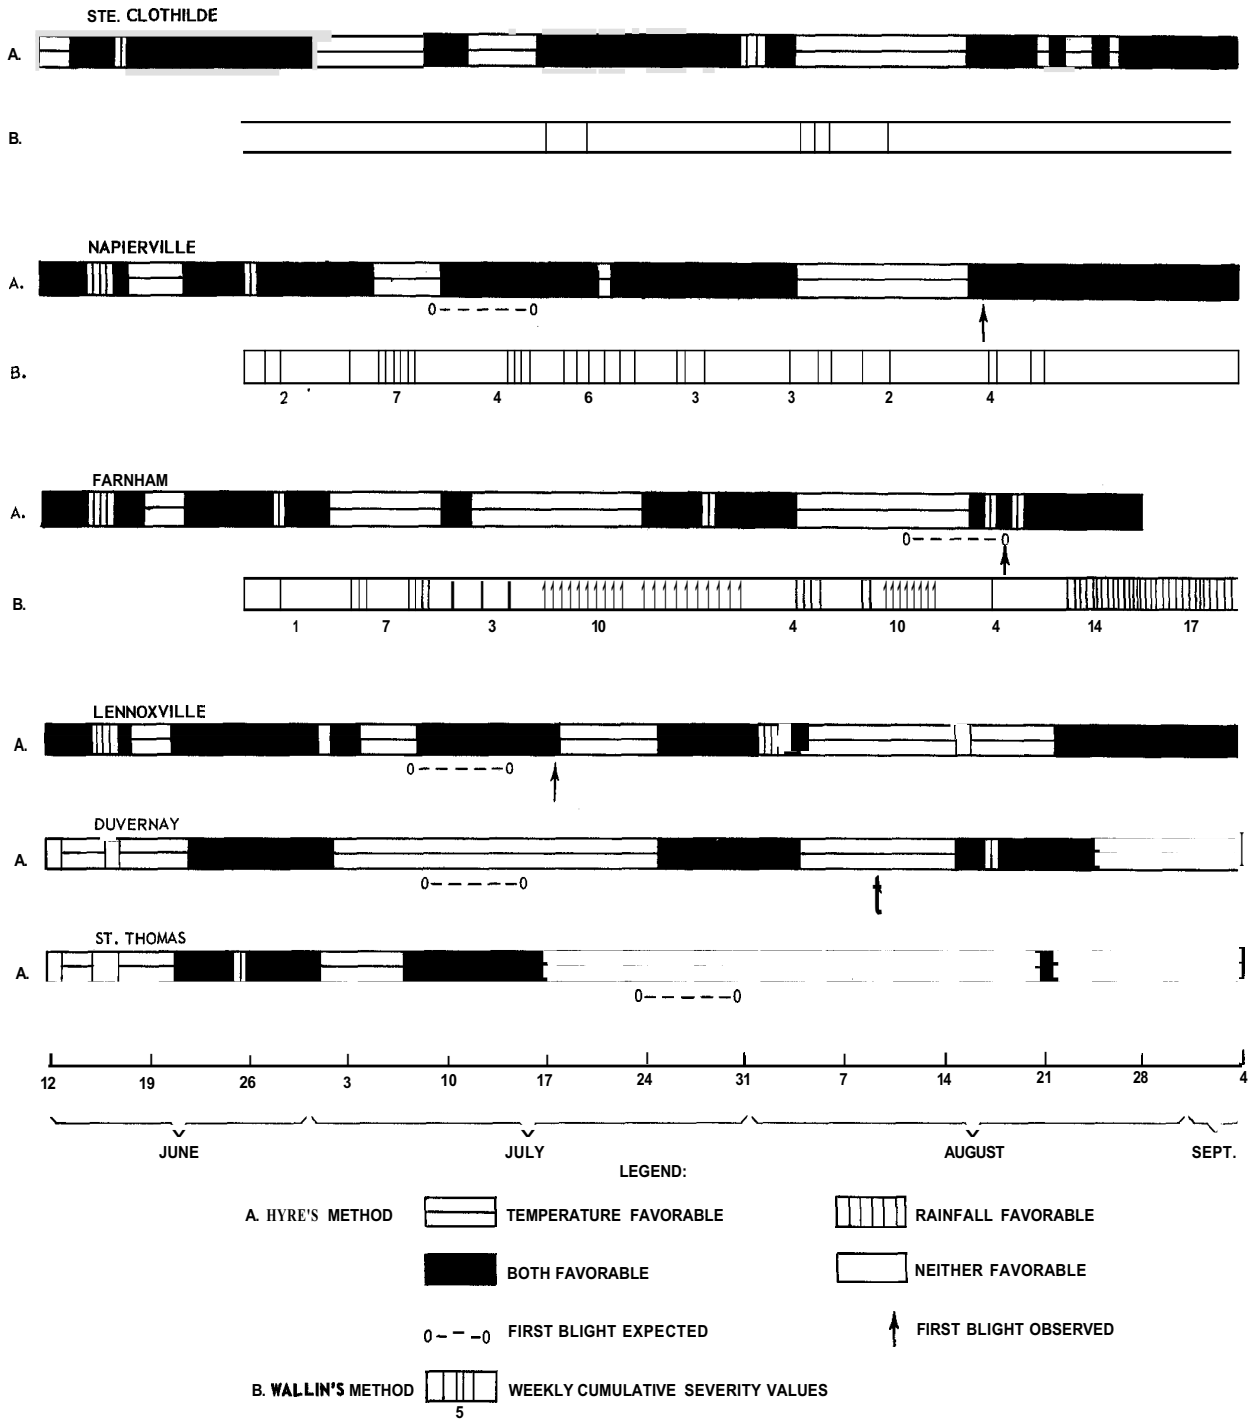 STE. CLOTHILDE
A.
B.
NAPIERVILLE
A.
0 - - - - - - 0
B.
2 7 4 6 3 3 2 4
FARNHAM
A.
0 - - - - - - 0
B.
1 7 3 10 4 10 4 14 17
LENNOXVILLE
A.
0 - - - - - 0
DUVERNAY
A.
0 - - - - - 0
ST. THOMAS
A.
0 - - - - - 0
12 19 26 3 10 17 24 31 7 14 21 28 4
JUNE JULY AUGUST SEPT.
LEGEND:
A. HYRE'S METHOD TEMPERATURE FAVORABLE RAINFALL FAVORABLE
BOTH FAVORABLE NEITHER FAVORABLE
0 - - - 0 FIRST BLIGHT EXPECTED FIRST BLIGHT OBSERVED
B. WALLIN'S METHOD WEEKLY CUMULATIVE SEVERITY VALUES
5